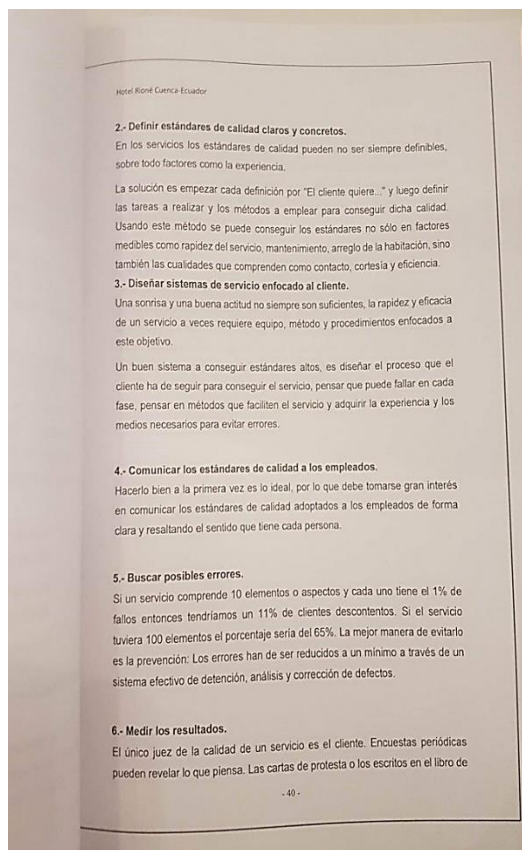 Hotel Rioné Cuenca-Ecuador
2.- Definir estándares de calidad claros y concretos.
En los servicios los estándares de calidad pueden no ser siempre definibles,
sobre todo factores como la experiencia.
La solución es empezar cada definición por "El cliente quiere..." y luego definir
las tareas a realizar y los métodos a emplear para conseguir dicha calidad.
Usando este método se puede conseguir los estándares no sólo en factores
medibles como rapidez del servicio, mantenimiento, arreglo de la habitación, sino
también las cualidades que comprenden como contacto, cortesía y eficiencia.
3.- Diseñar sistemas de servicio enfocado al cliente.
Una sonrisa y una buena actitud no siempre son suficientes, la rapidez y eficacia
de un servicio a veces requiere equipo, método y procedimientos enfocados a
este objetivo.
Un buen sistema a conseguir estándares altos, es diseñar el proceso que el
cliente ha de seguir para conseguir el servicio, pensar que puede fallar en cada
fase, pensar en métodos que faciliten el servicio y adquirir la experiencia y los
medios necesarios para evitar errores.
4.- Comunicar los estándares de calidad a los empleados.
Hacerlo bien a la primera vez es lo ideal, por lo que debe tomarse gran interés
en comunicar los estándares de calidad adoptados a los empleados de forma
clara y resaltando el sentido que tiene cada persona.
5.- Buscar posibles errores.
Si un servicio comprende 10 elementos o aspectos y cada uno tiene el 1% de
fallos entonces tendríamos un 11% de clientes descontentos. Si el servicio
tuviera 100 elementos el porcentaje sería del 65%. La mejor manera de evitarlo
es la prevención: Los errores han de ser reducidos a un mínimo a través de un
sistema efectivo de detención, análisis y corrección de defectos.
6.- Medir los resultados.
El único juez de la calidad de un servicio es el cliente. Encuestas periódicas
pueden revelar lo que piensa. Las cartas de protesta o los escritos en el libro de
- 40 -